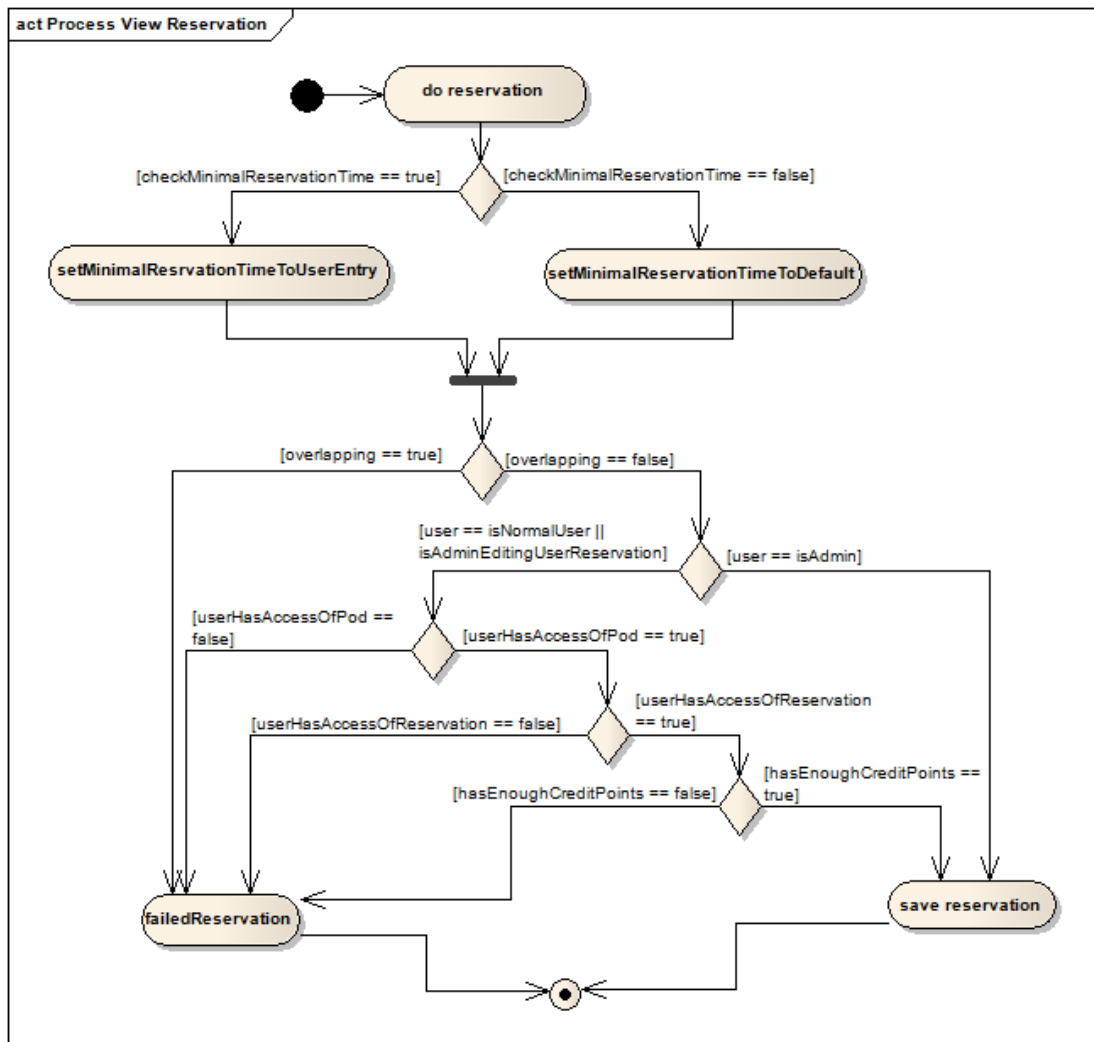 act Process View Reservation
do reservation
[checkMinimalReservationTime == true]
[checkMinimalReservationTime == false]
setMinimalResrvationTimeToUserEntry
setMinimalReservationTimeToDefault
[overlapping == true]
[overlapping == false]
[user == isNormalUser ||
isAdminEditingUserReservation]
[user == isAdmin]
[userHasAccessOfPod ==
false]
[userHasAccessOfPod == true]
[userHasAccessOfReservation == false]
[userHasAccessOfReservation
== true]
[hasEnoughCreditPoints == false]
[hasEnoughCreditPoints ==
true]
failedReservation
save reservation